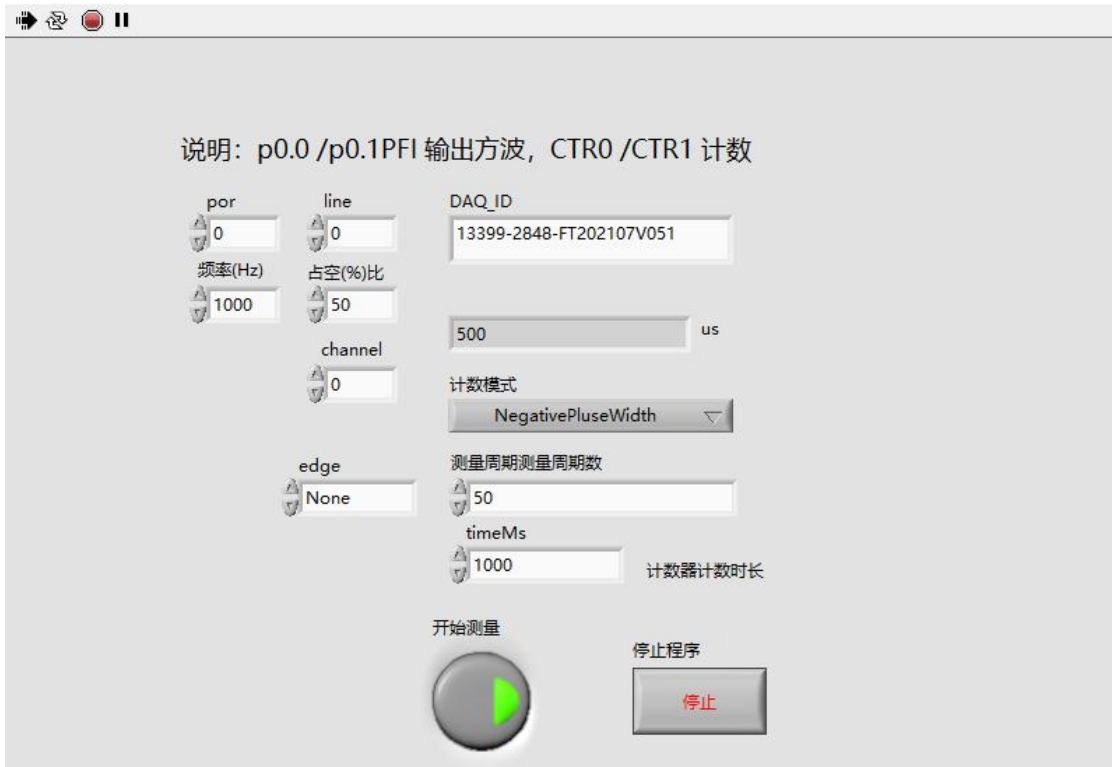 说明：p0.0 /p0.1PFI 输出方波，CTR0 /CTR1 计数
por line DAQ_ID
0 0 13399-2848-FT202107V051
频率(Hz) 占空(%)比
1000 50
500 us
channel
0 计数模式
NegativePluseWidth
edge 测量周期测量周期数
None 50
timeMs
1000 计数器计数时长
开始测量
停止程序
停止